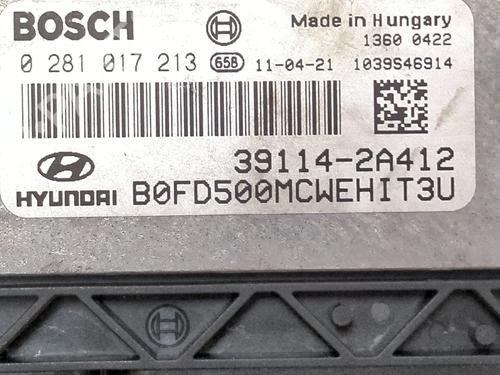 BOSCH
Made in Hungary
1360 0422
0 281 017 213 658 11-04-21 1039S46914
39114-2A412
HYUNDAI B0FD500MCWEHIT3U